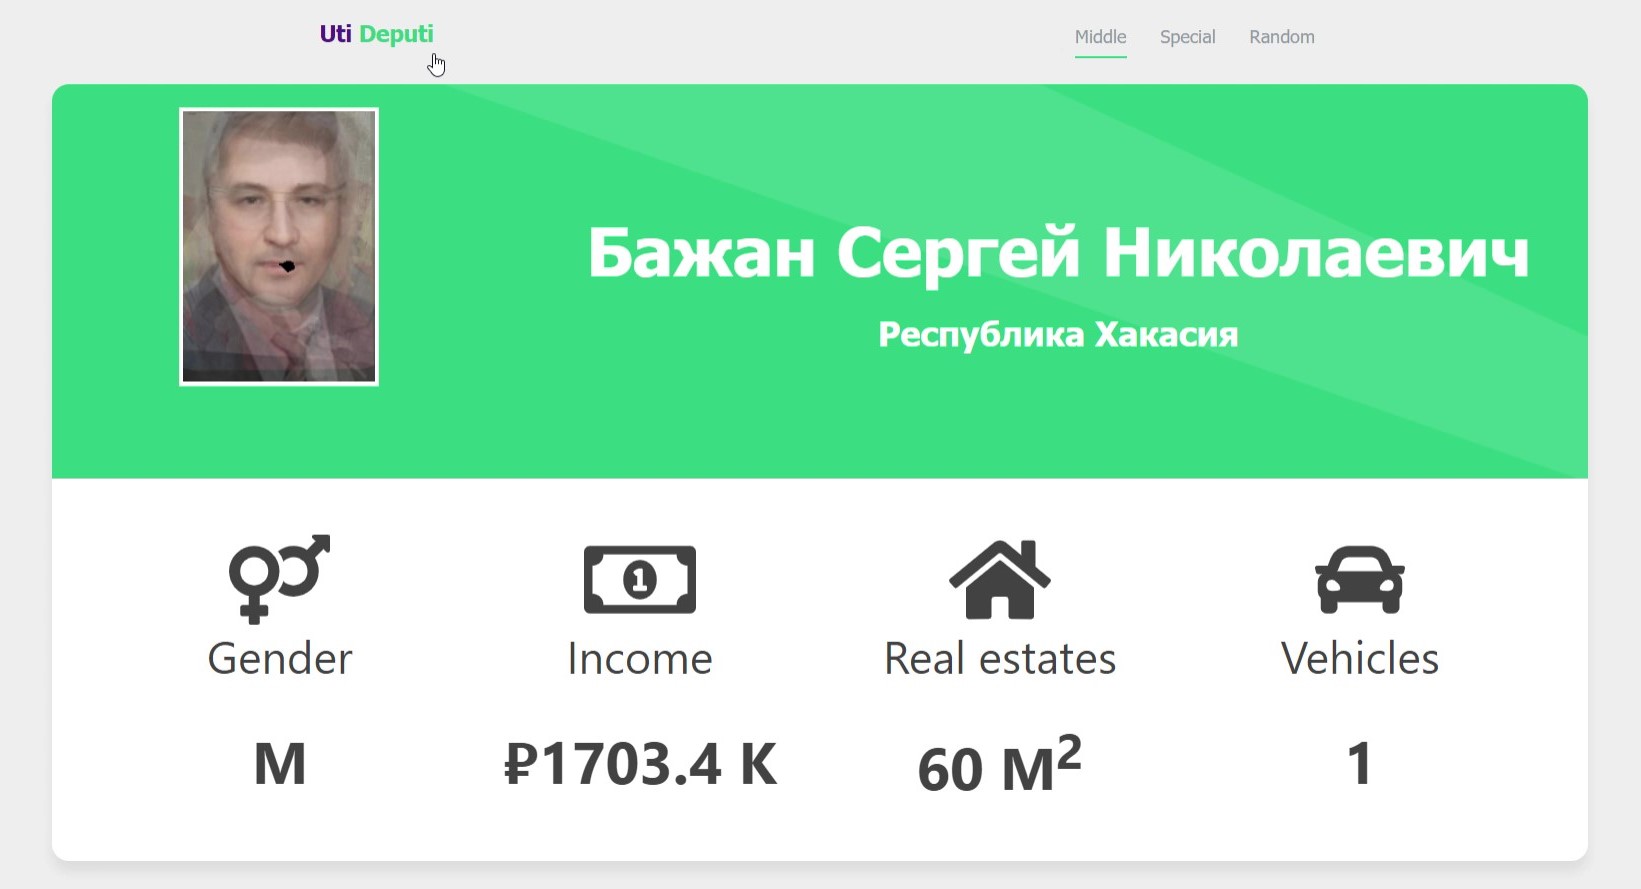 Uti Deputi
Middle Special Random
Бажан Сергей Николаевич
Республика Хакасия
1
Gender Income Real estates Vehicles
М ₽1703.4 К 60 М² 1